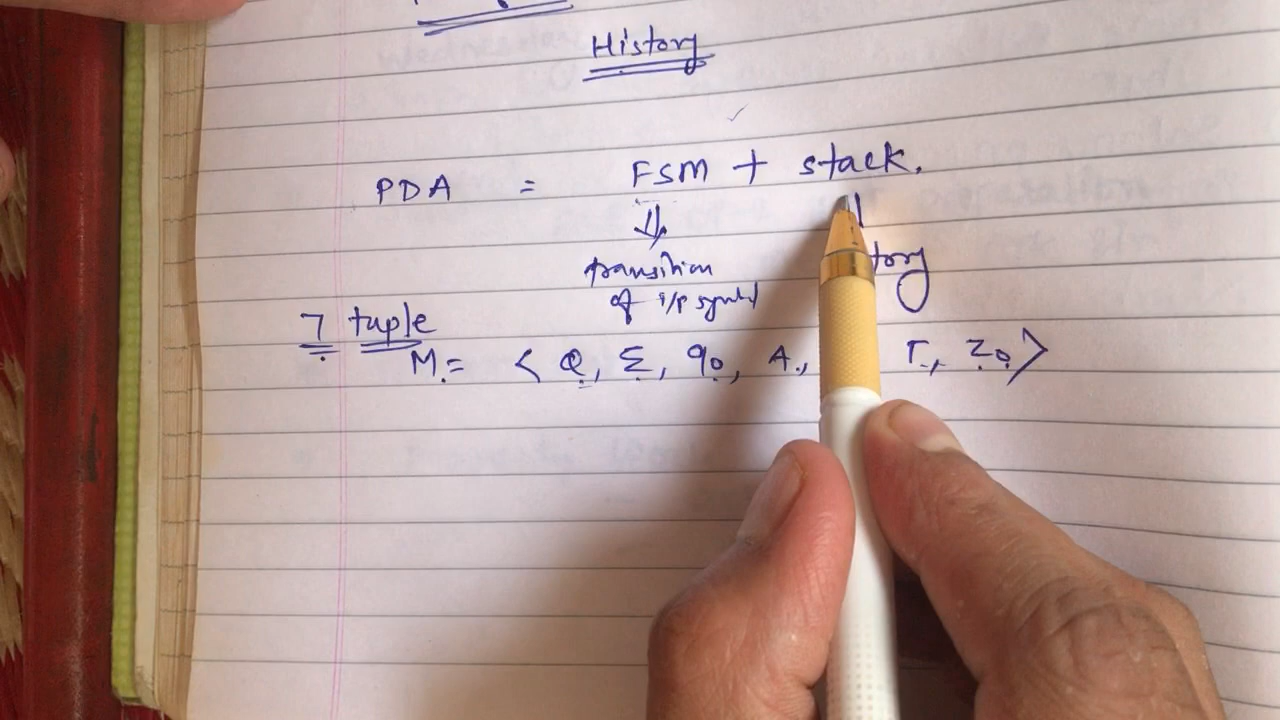 History
PDA = FSM + stack.
transition
of i/p symbol
7 tuple
M = < Q, Σ, q0, A, Γ, Z0 >